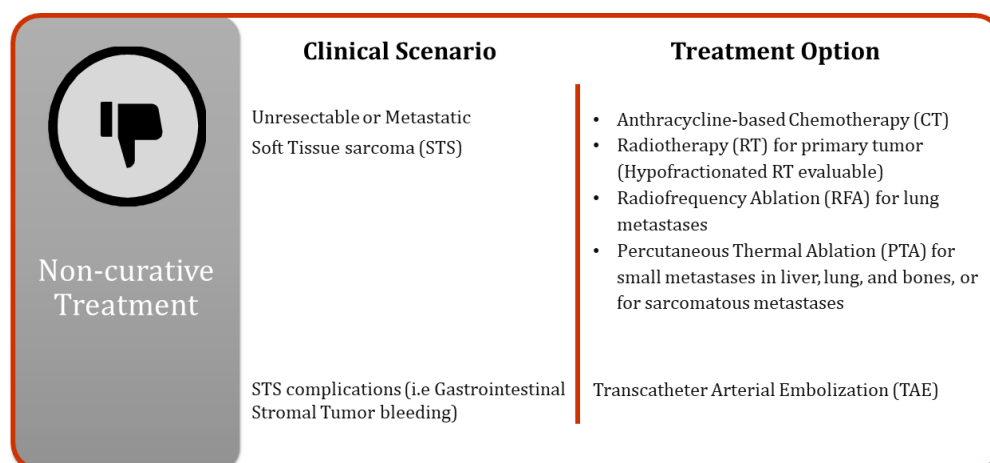 Non-curative
Treatment
Clinical Scenario
Treatment Option
Unresectable or Metastatic
Soft Tissue sarcoma (STS)
• Anthracycline-based Chemotherapy (CT)
• Radiotherapy (RT) for primary tumor
(Hypofractionated RT evaluable)
• Radiofrequency Ablation (RFA) for lung
metastases
• Percutaneous Thermal Ablation (PTA) for
small metastases in liver, lung, and bones, or
for sarcomatous metastases
STS complications (i.e Gastrointestinal
Stromal Tumor bleeding)
Transcatheter Arterial Embolization (TAE)